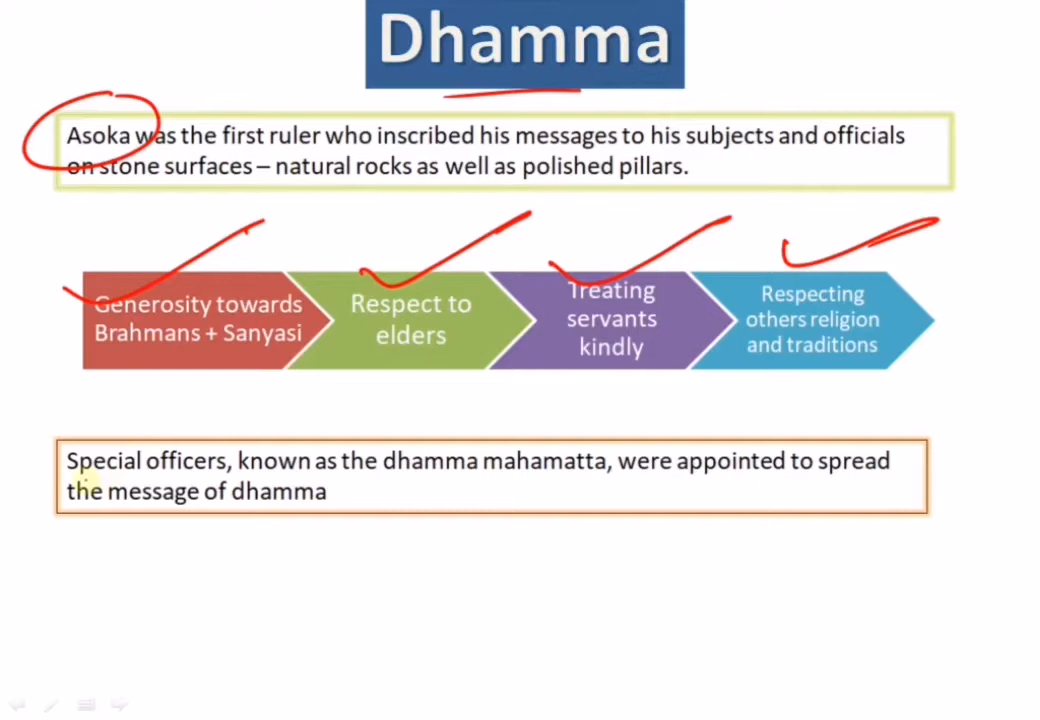 Dhamma
Asoka was the first ruler who inscribed his messages to his subjects and officials
on stone surfaces – natural rocks as well as polished pillars.
Generosity towards
Brahmans + Sanyasi
Respect to
elders
Treating
servants
kindly
Respecting
others religion
and traditions
Special officers, known as the dhamma mahamatta, were appointed to spread
the message of dhamma